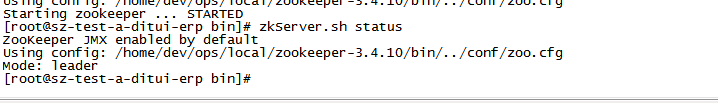 Using config: /home/dev/ops/local/zookeeper-3.4.10/bin/../conf/zoo.cfg
Starting zookeeper ... STARTED
[root@sz-test-a-ditui-erp bin]# zkServer.sh status
ZooKeeper JMX enabled by default
Using config: /home/dev/ops/local/zookeeper-3.4.10/bin/../conf/zoo.cfg
Mode: leader
[root@sz-test-a-ditui-erp bin]#